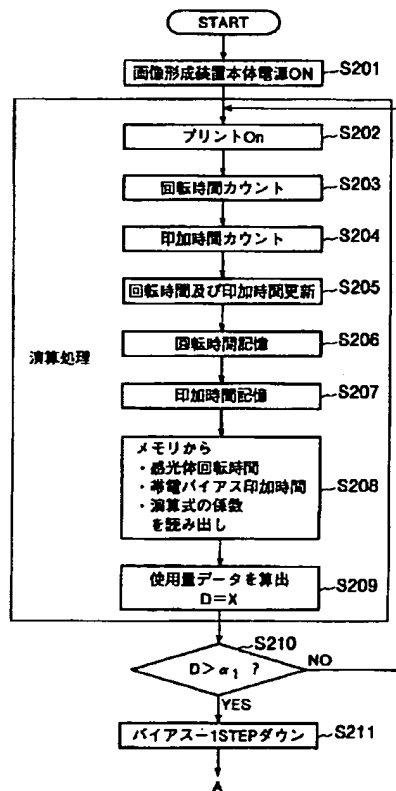 START
画像形成装置本体電源ON
S201
プリントOn
S202
回転時間カウント
S203
印加時間カウント
S204
回転時間及び印加時間更新
S205
回転時間記憶
S206
演算処理
印加時間記憶
S207
メモリから
・感光体回転時間
・帯電バイアス印加時間
・演算式の係数
を読み出し
S208
使用量データを算出
D=X
S209
S210
D>α1 ?
NO
YES
バイアス−1STEPダウン
S211
A